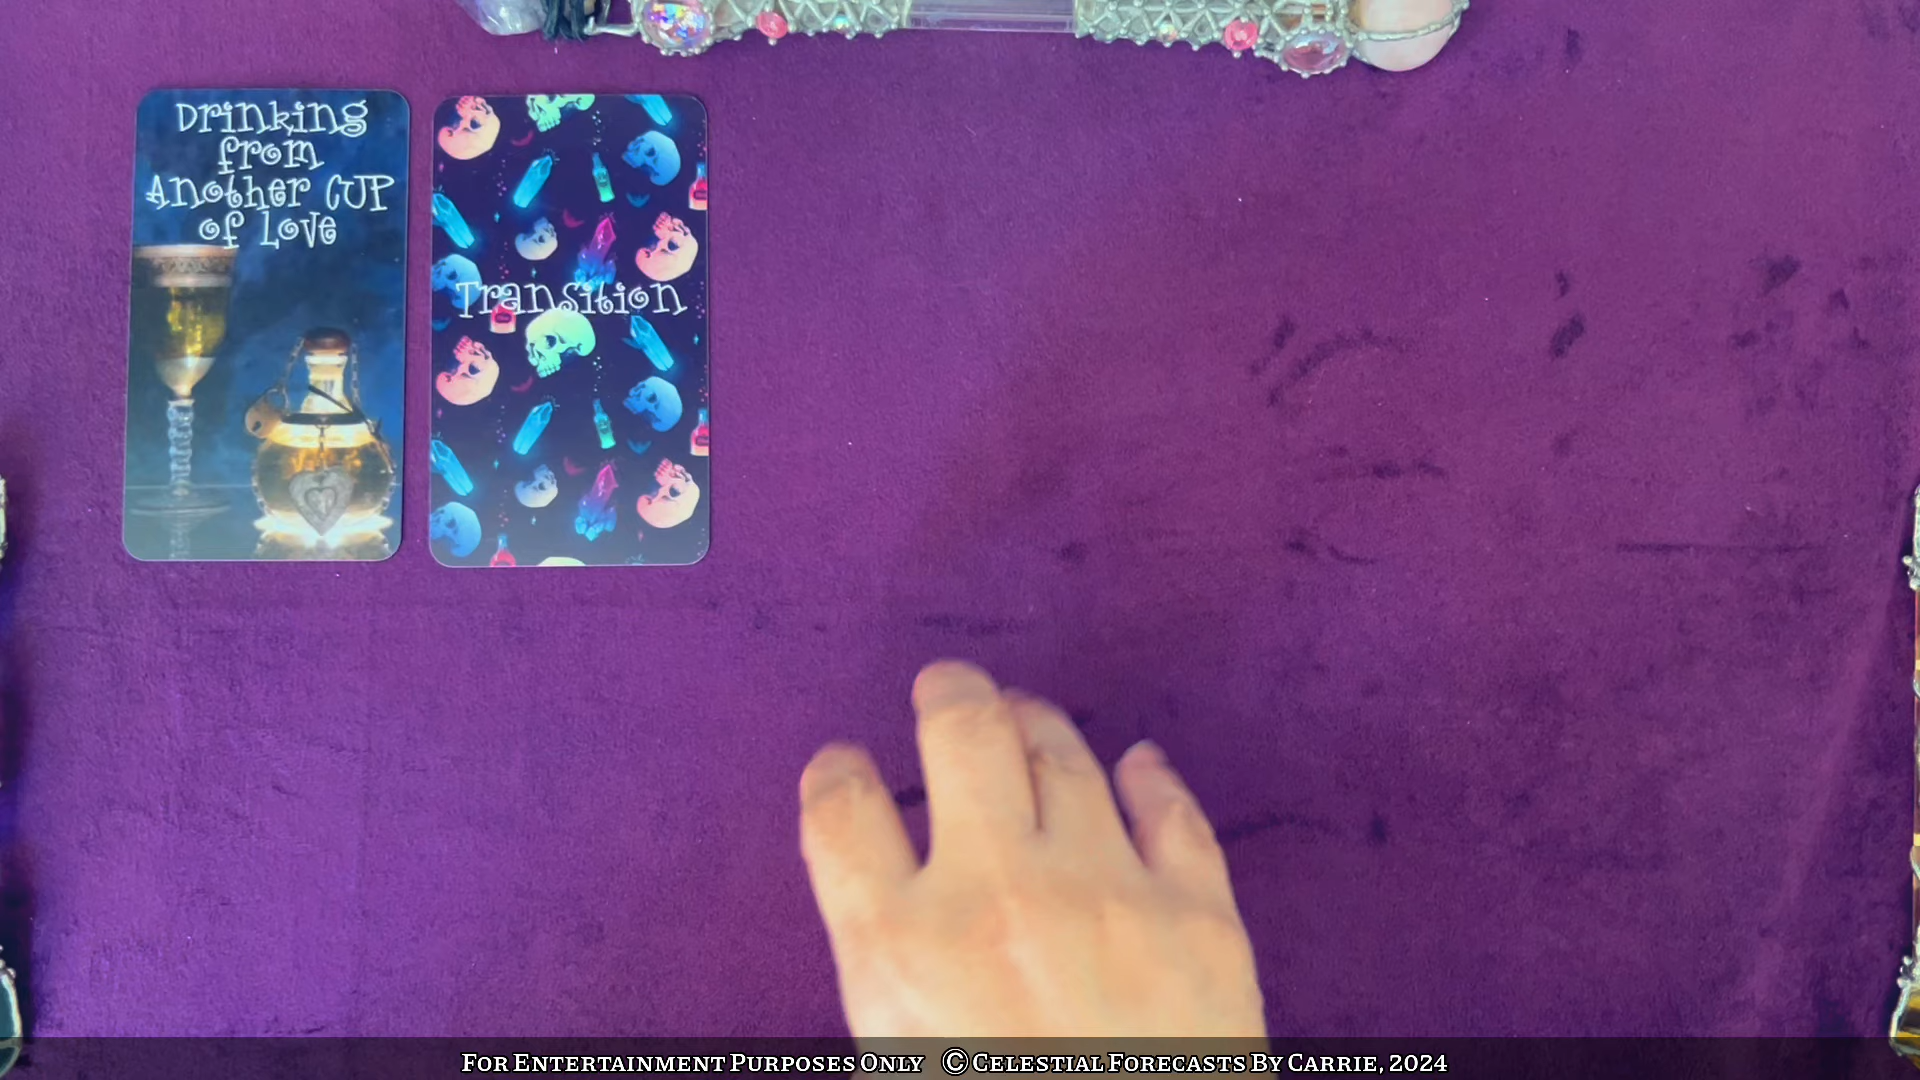 Drinking
from
Another CUP
of Love
Transition
For Entertainment Purposes Only © Celestial Forecasts By Carrie, 2024